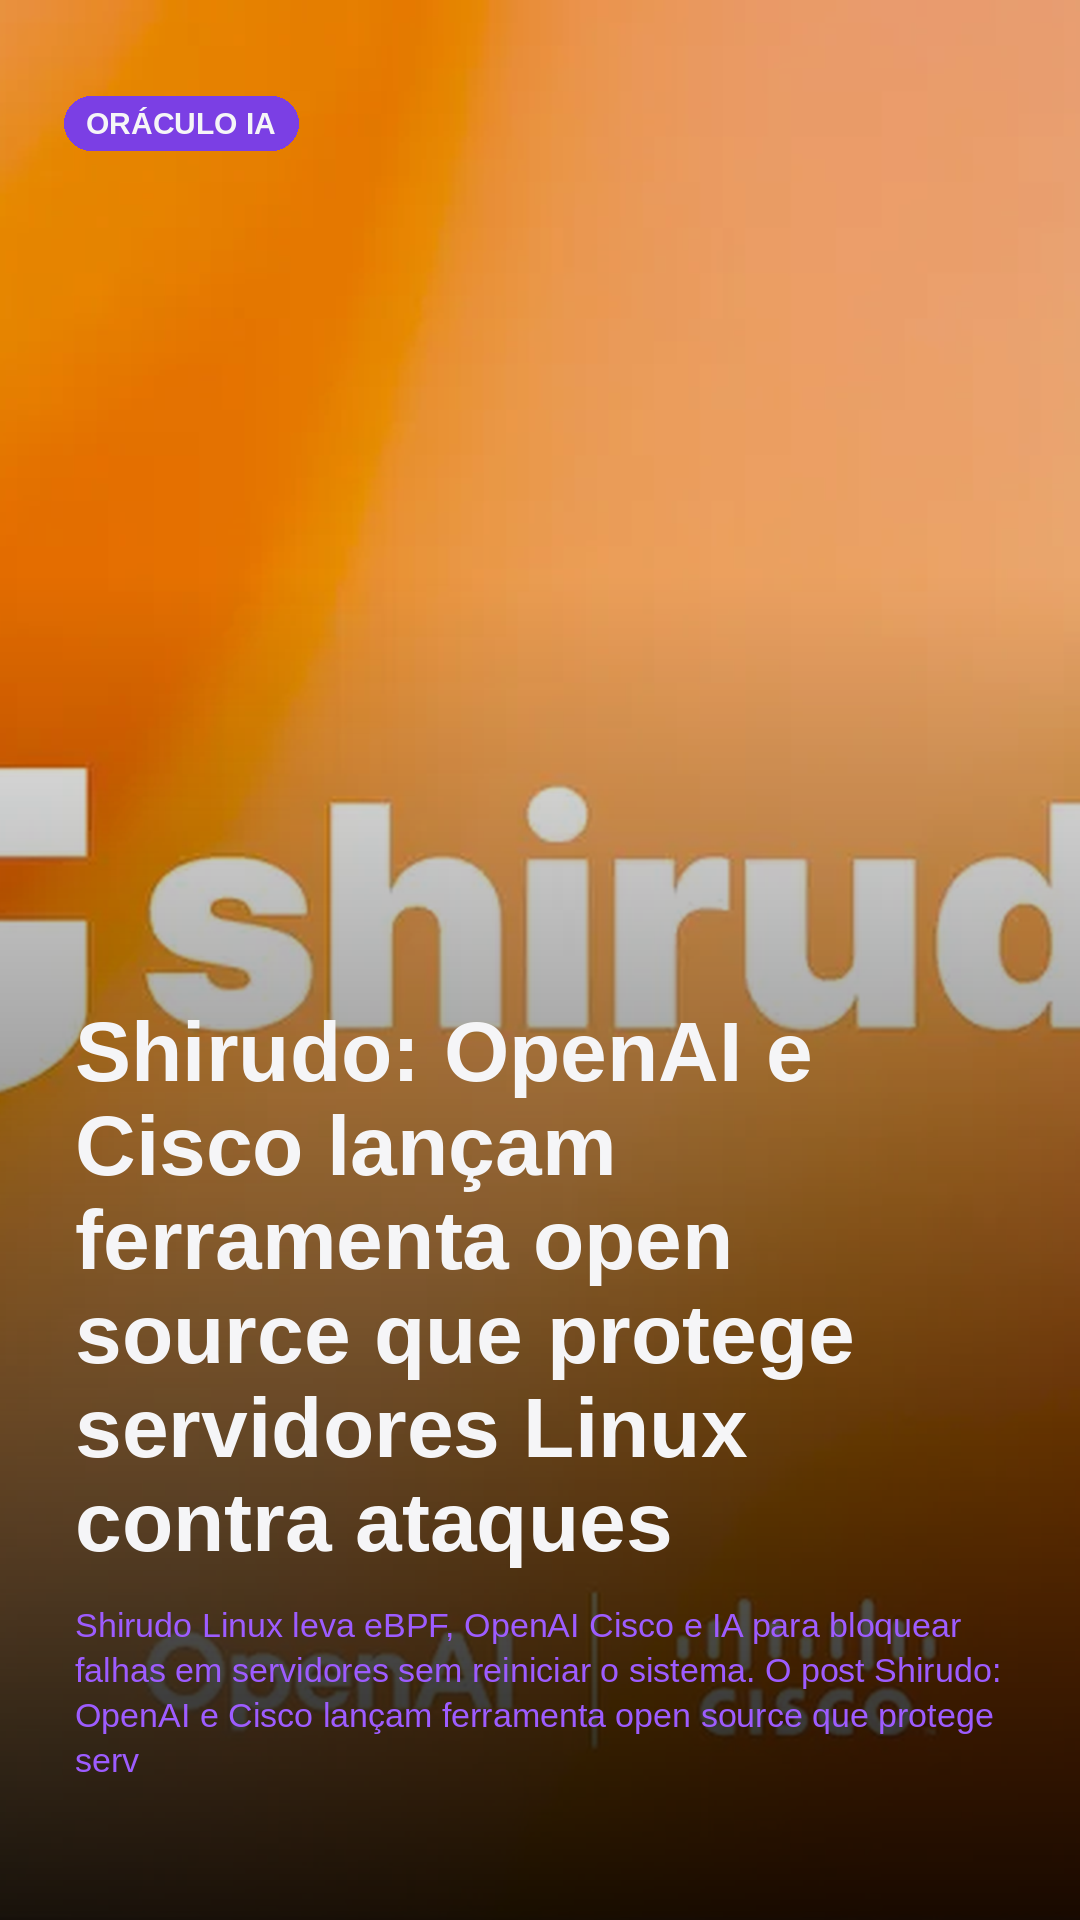 ORÁCULO IA
shirud
Shirudo: OpenAI e
Cisco lançam
ferramenta open
source que protege
servidores Linux
contra ataques
Shirudo Linux leva eBPF, OpenAI Cisco e IA para bloquear
falhas em servidores sem reiniciar o sistema. O post Shirudo:
OpenAI e Cisco lançam ferramenta open source que protege
serv
OpenAI
CISCO